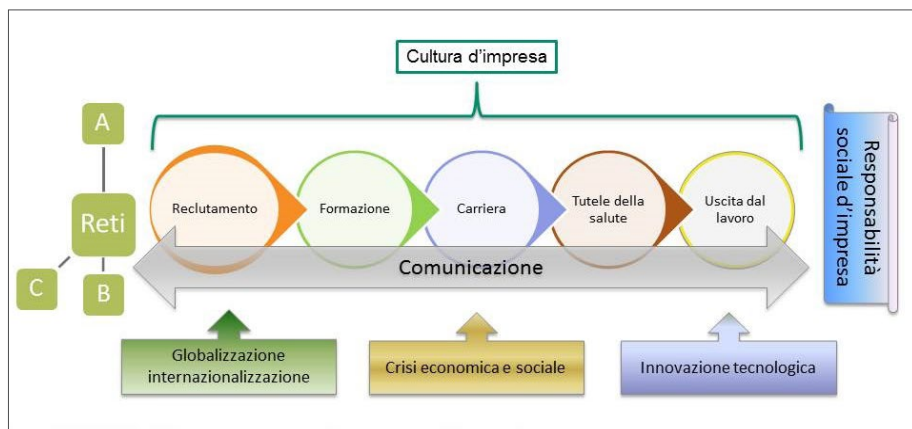 Cultura d'impresa
A
Reti
C
B
Reclutamento
Formazione
Carriera
Tutele della
salute
Uscita dal
lavoro
Comunicazione
Responsabilità
sociale d'impresa
Globalizzazione
internazionalizzazione
Crisi economica e sociale
Innovazione tecnologica